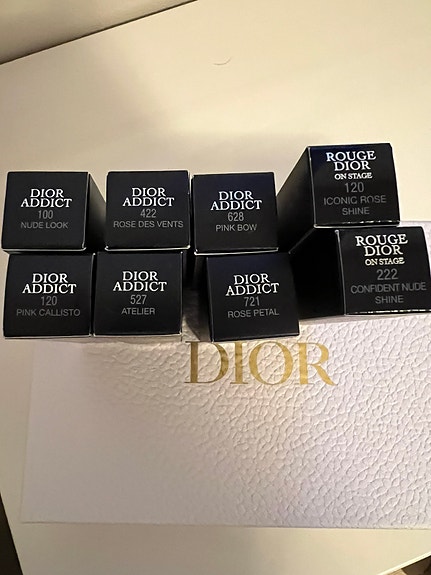 DIOR
ADDICT
100
NUDE LOOK
DIOR
ADDICT
422
ROSE DES VENTS
DIOR
ADDICT
628
PINK BOW
ROUGE
DIOR
ON STAGE
120
ICONIC ROSE
SHINE
DIOR
ADDICT
120
PINK CALLISTO
DIOR
ADDICT
527
ATELIER
DIOR
ADDICT
721
ROSE PETAL
ROUGE
DIOR
ON STAGE
222
CONFIDENT NUDE
SHINE
DIOR